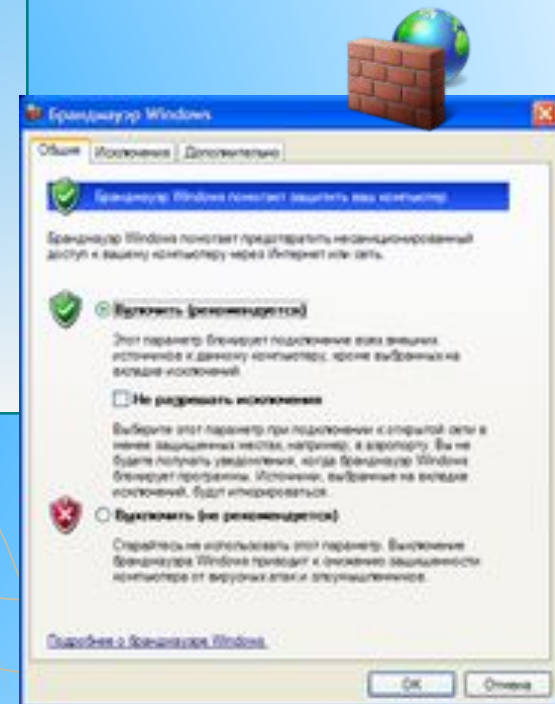 Брандмауэр Windows
Общие Исключения Дополнительно
Брандмауэр Windows помогает защитить ваш компьютер
Брандмауэр Windows помогает предотвратить несанкционированный
доступ к вашему компьютеру через Интернет или сеть.
Включить (рекомендуется)
Этот параметр блокирует подключение всех внешних
источников к данному компьютеру, кроме выбранных на
вкладке исключений.
Не разрешать исключения
Выберите этот параметр при подключении к открытой сети в
менее защищенных местах, например, в аэропорту. Вы не
будете получать уведомления, когда брандмауэр Windows
блокирует программы. Источники, выбранные на вкладке
исключений, будут игнорироваться.
Выключить (не рекомендуется)
Старайтесь не использовать этот параметр. Выключение
брандмауэра Windows приводит к снижению защищенности
компьютера от вирусных атак и злоумышленников.
Подробнее о брандмауэре Windows.
ОК Отмена